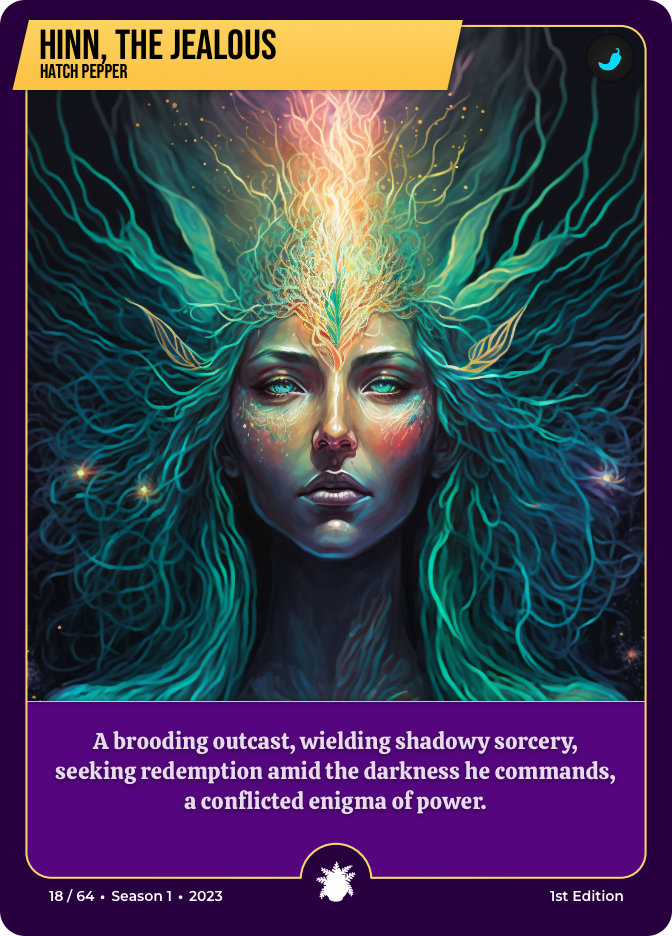 HINN, THE JEALOUS
HATCH PEPPER
A brooding outcast, wielding shadowy sorcery,
seeking redemption amid the darkness he commands,
a conflicted enigma of power.
18 / 64 • Season 1 • 2023
1st Edition